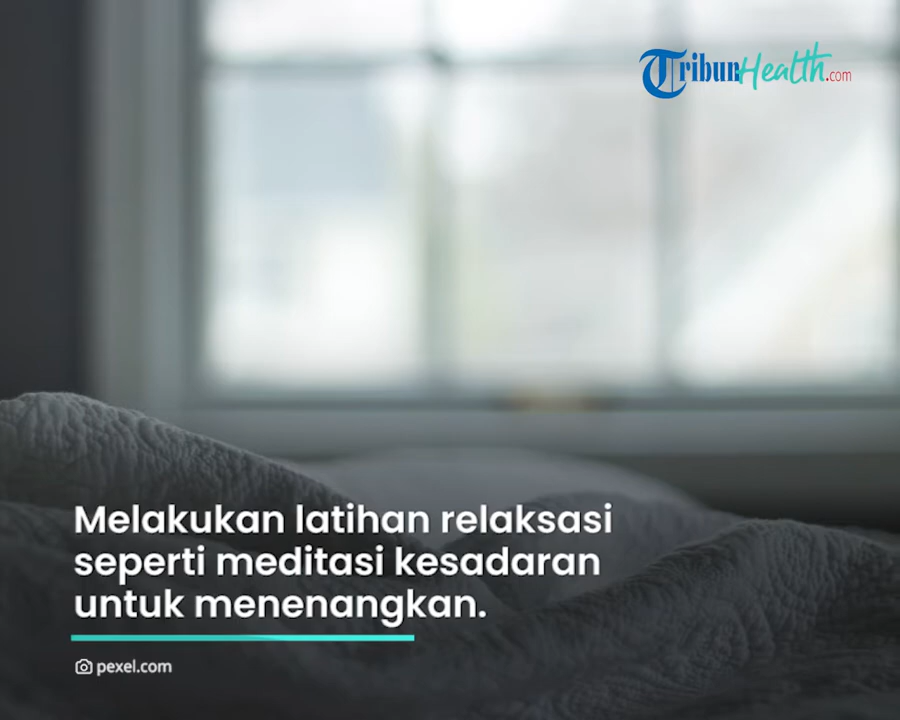 TribunHealth.com
Melakukan latihan relaksasi
seperti meditasi kesadaran
untuk menenangkan.
pexel.com